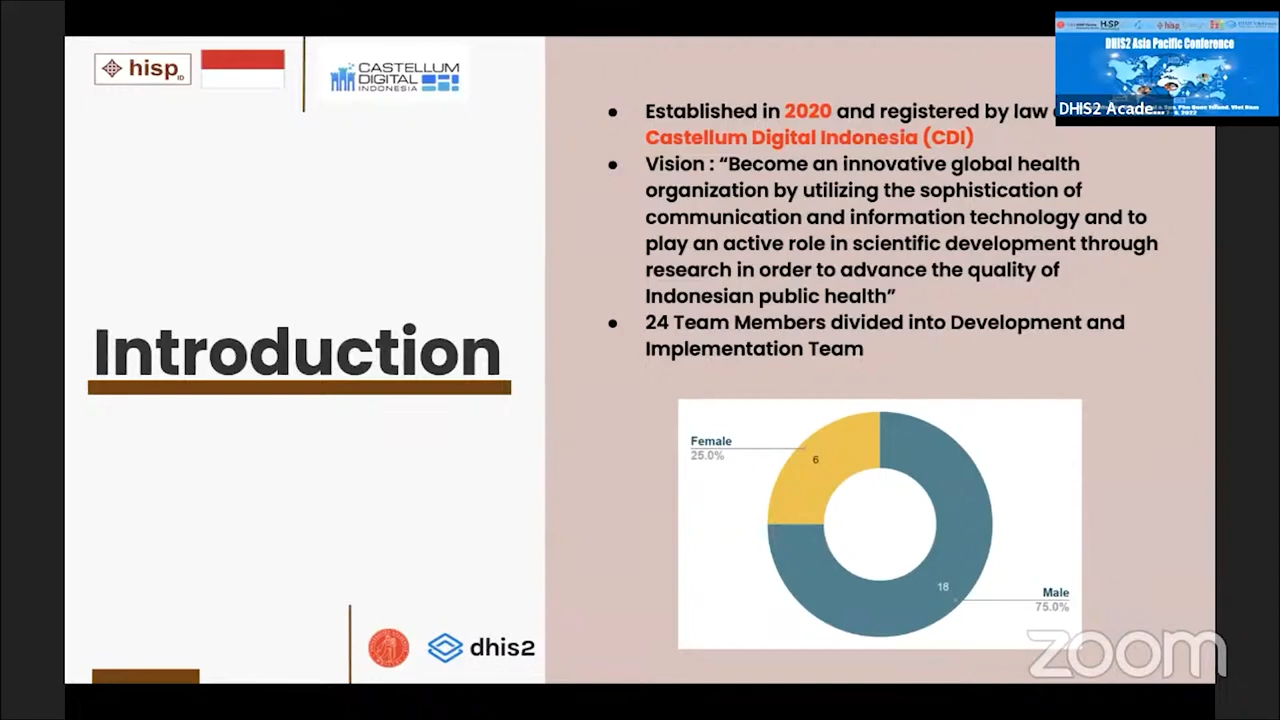 hisp
ID
CASTELLUM
DIGITAL
INDONESIA
Introduction
dhis2
Established in 2020 and registered by law
Castellum Digital Indonesia (CDI)
Vision : “Become an innovative global health
organization by utilizing the sophistication of
communication and information technology and to
play an active role in scientific development through
research in order to advance the quality of
Indonesian public health”
24 Team Members divided into Development and
Implementation Team
Female
25.0%
6
18
Male
75.0%
zoom
DHIS2 Asia Pacific Conference
DHIS2 Acade...